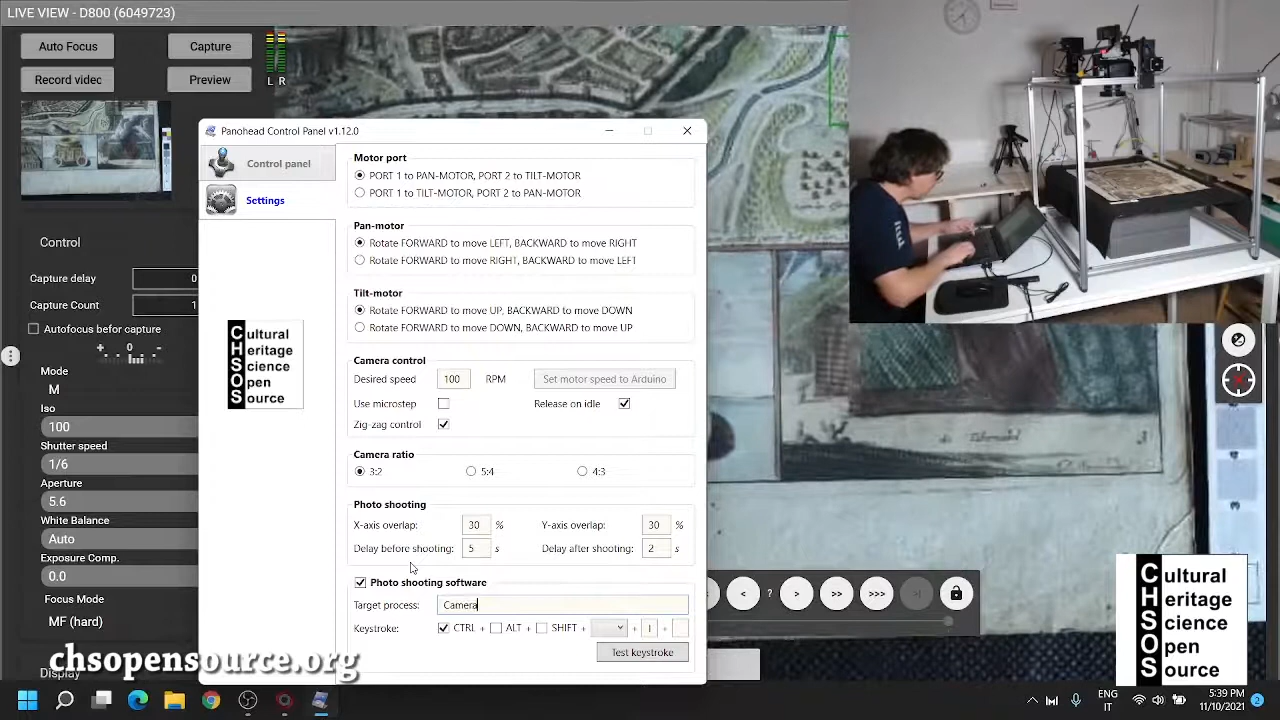 LIVE VIEW - D800 (6049723)
Auto Focus
Capture
Record video
Preview
L R
Control
Capture delay
0
Capture Count
1
Autofoues befor capture
+ 0 -
Mode
M
Iso
100
Shutter speed
1/6
Aperture
5.6
White Balance
Auto
Exposure Comp.
0.0
Focus Mode
MF (hard)
Display
Panohead Control Panel v1.12.0
Control panel
Settings
Cultural
Heritage
Science
Open
Source
Motor port
PORT 1 to PAN-MOTOR, PORT 2 to TILT-MOTOR
PORT 1 to TILT-MOTOR, PORT 2 to PAN-MOTOR
Pan-motor
Rotate FORWARD to move LEFT, BACKWARD to move RIGHT
Rotate FORWARD to move RIGHT, BACKWARD to move LEFT
Tilt-motor
Rotate FORWARD to move UP, BACKWARD to move DOWN
Rotate FORWARD to move DOWN, BACKWARD to move UP
Camera control
Desired speed 100 RPM Set motor speed to Arduino
Use microstep Release on idle
Zig-zag control
Camera ratio
3:2 5:4 4:3
Photo shooting
X-axis overlap: 30 % Y-axis overlap: 30 %
Delay before shooting: 5 s Delay after shooting: 2 s
Photo shooting software
Target process: Camera
Keystroke: CTRL + ALT + SHIFT + + I +
Test keystroke
< ? > >> >>> >|
Cultural
Heritage
Science
Open
Source
chsopensource.org
ENG
IT
5:39 PM
11/10/2021
2